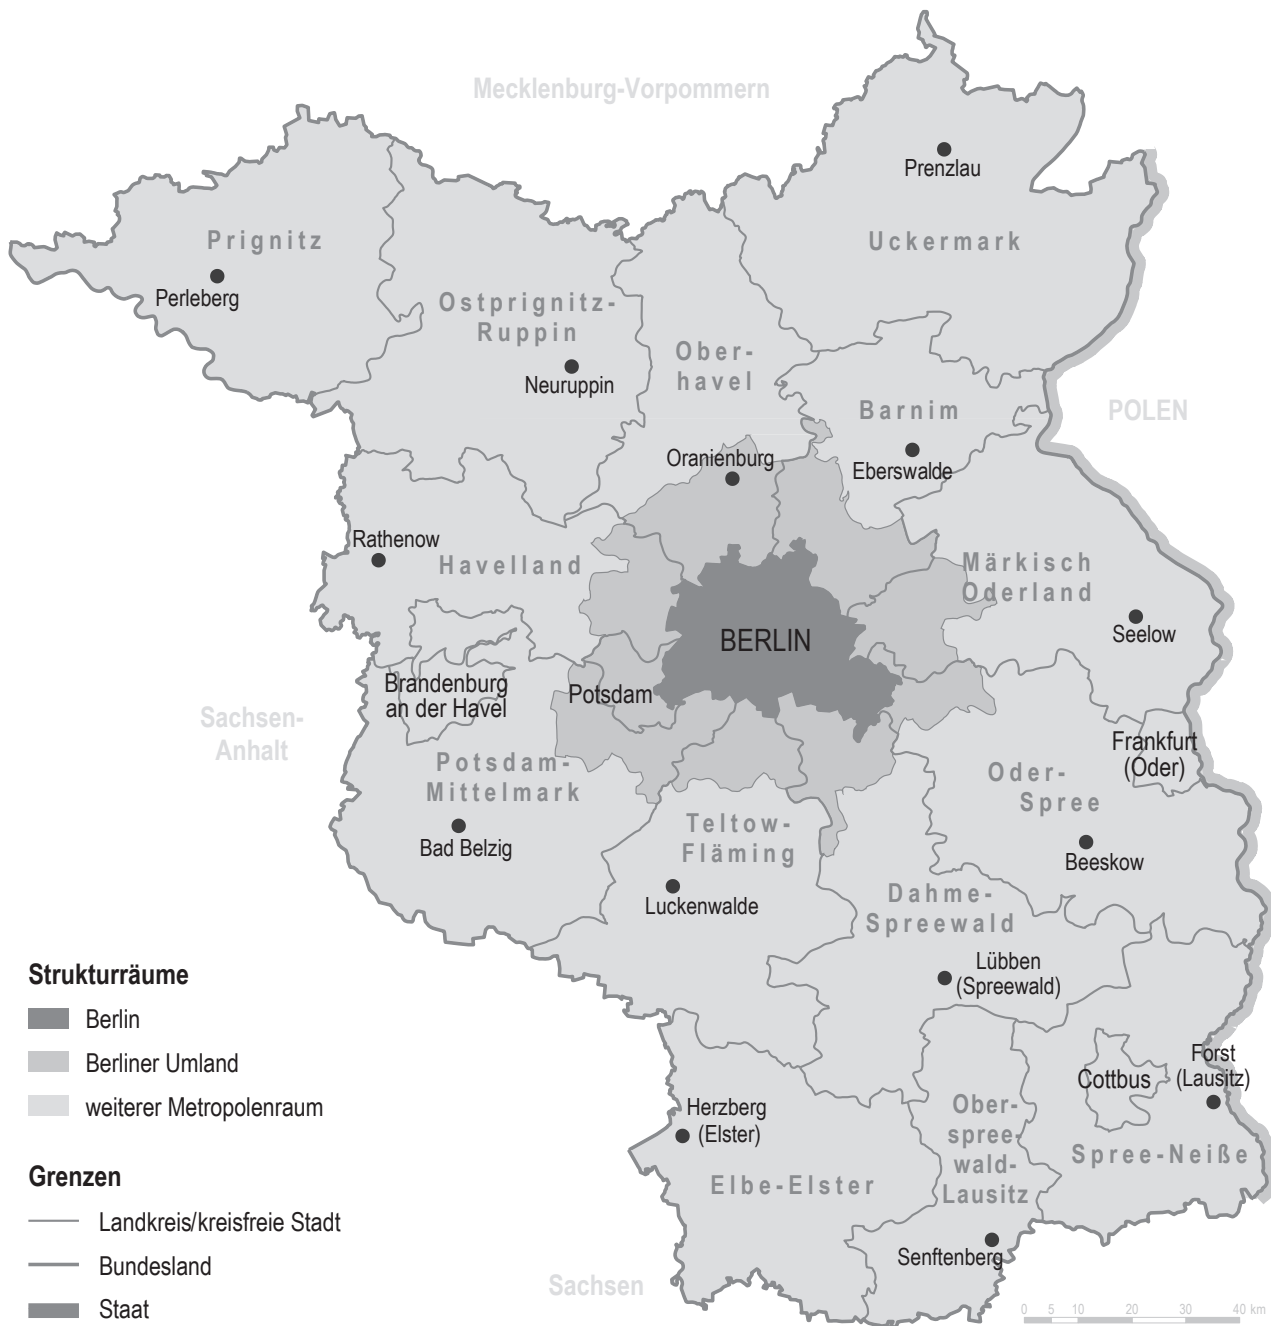 Mecklenburg-Vorpommern
Prenzlau
Uckermark
Prignitz
Perleberg
Ostprignitz-
Ruppin
Neuruppin
Ober-
havel
Barnim
POLEN
Eberswalde
Oranienburg
Rathenow
Havelland
Märkisch
Oderland
Seelow
BERLIN
Brandenburg
an der Havel
Potsdam
Sachsen-
Anhalt
Frankfurt
(Oder)
Potsdam-
Mittelmark
Bad Belzig
Oder-
Spree
Beeskow
Teltow-
Fläming
Luckenwalde
Dahme-
Spreewald
Lübben
(Spreewald)
Forst
(Lausitz)
Cottbus
Spree-Neiße
Ober-
spree-
wald-
Lausitz
Herzberg
(Elster)
Elbe-Elster
Senftenberg
Sachsen
Strukturräume
Berlin
Berliner Umland
weiterer Metropolenraum
Grenzen
Landkreis/kreisfreie Stadt
Bundesland
Staat
0 5 10 20 30 40 km